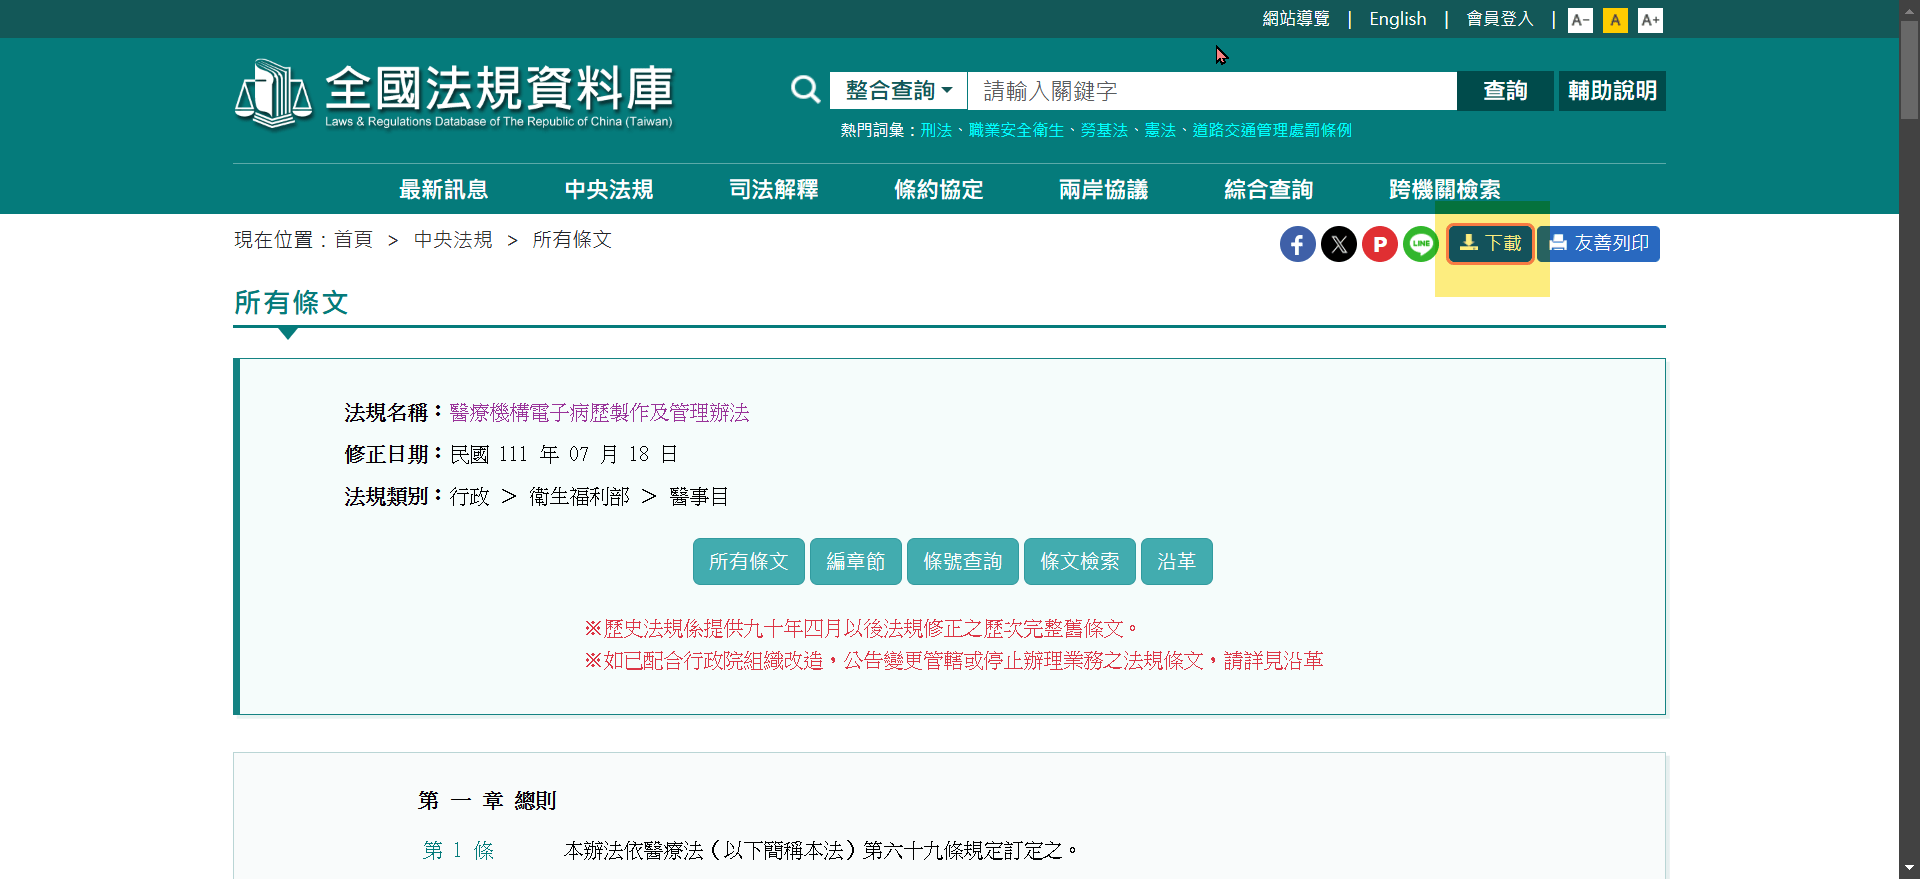 網站導覽 | English | 會員登入 | A- A A+
全國法規資料庫
Laws & Regulations Database of The Republic of China (Taiwan)
整合查詢 請輸入關鍵字 查詢 輔助說明
熱門詞彙：刑法、職業安全衛生、勞基法、憲法、道路交通管理處罰條例
最新訊息 中央法規 司法解釋 條約協定 兩岸協議 綜合查詢 跨機關檢索
現在位置：首頁 > 中央法規 > 所有條文
LINE 下載 友善列印
所有條文
法規名稱：醫療機構電子病歷製作及管理辦法
修正日期：民國 111 年 07 月 18 日
法規類別：行政 ＞ 衛生福利部 ＞ 醫事目
所有條文 編章節 條號查詢 條文檢索 沿革
※歷史法規係提供九十年四月以後法規修正之歷次完整舊條文。
※如已配合行政院組織改造，公告變更管轄或停止辦理業務之法規條文，請詳見沿革
第 一 章 總則
第 1 條 本辦法依醫療法（以下簡稱本法）第六十九條規定訂定之。